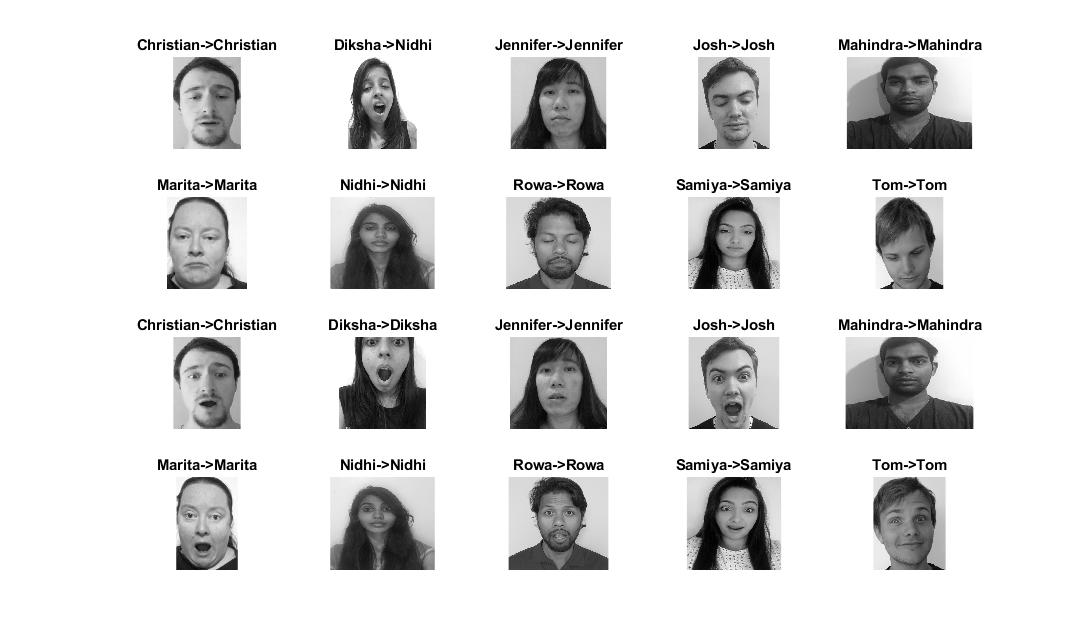 Christian->Christian Diksha->Nidhi Jennifer->Jennifer Josh->Josh Mahindra->Mahindra
Marita->Marita Nidhi->Nidhi Rowa->Rowa Samiya->Samiya Tom->Tom
Christian->Christian Diksha->Diksha Jennifer->Jennifer Josh->Josh Mahindra->Mahindra
Marita->Marita Nidhi->Nidhi Rowa->Rowa Samiya->Samiya Tom->Tom